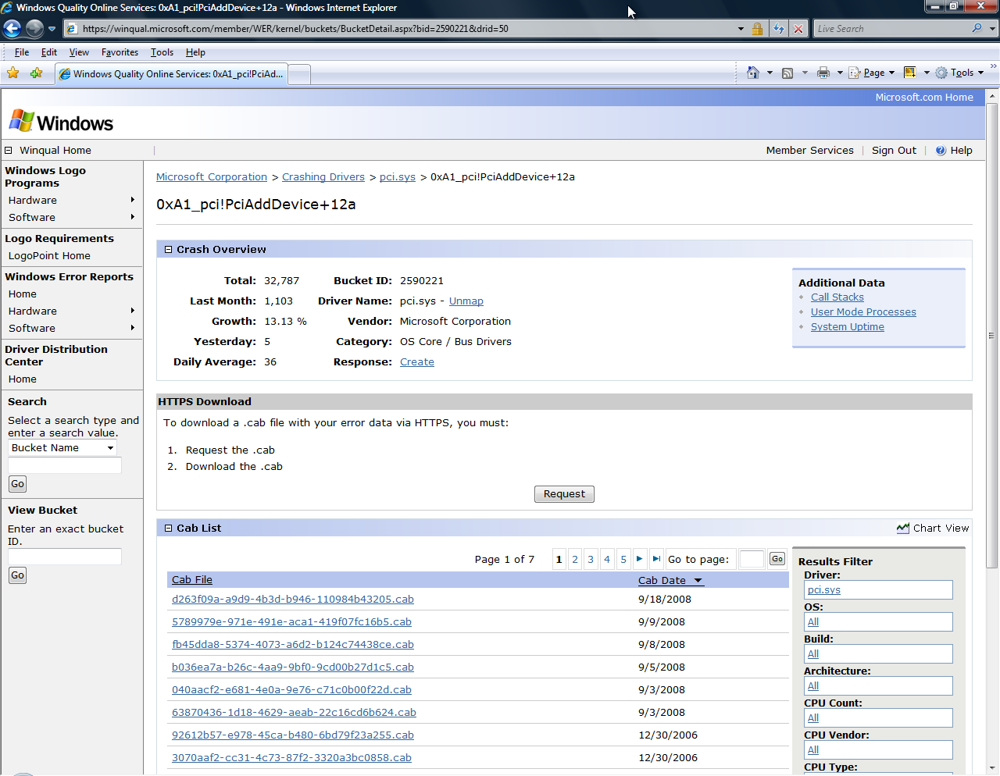 Windows Quality Online Services: 0xA1_pci!PciAddDevice+12a - Windows Internet Explorer
https://winqual.microsoft.com/member/WER/kernel/buckets/BucketDetail.aspx?bid=2590221&drid=50
Live Search
File Edit View Favorites Tools Help
Windows Quality Online Services: 0xA1_pci!PciAd...
Page Tools
Microsoft.com Home
Windows
Winqual Home
Member Services | Sign Out | Help
Windows Logo
Programs
Hardware
Software
Logo Requirements
LogoPoint Home
Windows Error Reports
Home
Hardware
Software
Driver Distribution
Center
Home
Search
Select a search type and
enter a search value.
Bucket Name
Go
View Bucket
Enter an exact bucket
ID.
Go
Microsoft Corporation > Crashing Drivers > pci.sys > 0xA1_pci!PciAddDevice+12a
0xA1_pci!PciAddDevice+12a
Crash Overview
Total: 32,787 Bucket ID: 2590221
Last Month: 1,103 Driver Name: pci.sys - Unmap
Growth: 13.13 % Vendor: Microsoft Corporation
Yesterday: 5 Category: OS Core / Bus Drivers
Daily Average: 36 Response: Create
Additional Data
Call Stacks
User Mode Processes
System Uptime
HTTPS Download
To download a .cab file with your error data via HTTPS, you must:
1. Request the .cab
2. Download the .cab
Request
Cab List
Chart View
Page 1 of 7 1 2 3 4 5 Go to page: Go
Cab File Cab Date
d263f09a-a9d9-4b3d-b946-110984b43205.cab 9/18/2008
5789979e-971e-491e-aca1-419f07fc16b5.cab 9/9/2008
fb45dda8-5374-4073-a6d2-b124c74438ce.cab 9/8/2008
b036ea7a-b26c-4aa9-9bf0-9cd00b27d1c5.cab 9/5/2008
040aacf2-e681-4e0a-9e76-c71c0b00f22d.cab 9/3/2008
63870436-1d18-4629-aeab-22c16cd6b624.cab 9/3/2008
92612b57-e978-45ca-b480-6bd79f23a255.cab 12/30/2006
3070aaf2-cc31-4c73-87f2-3320a3bc0858.cab 12/30/2006
Results Filter
Driver:
pci.sys
OS:
All
Build:
All
Architecture:
All
CPU Count:
All
CPU Vendor:
All
CPU Type: